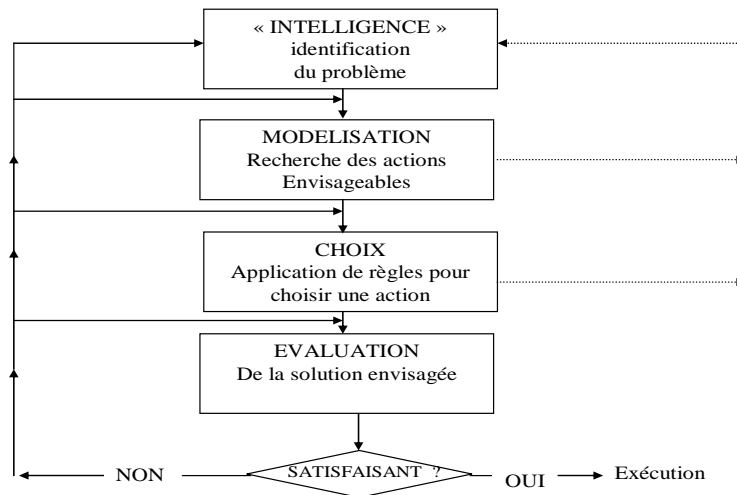 « INTELLIGENCE »
identification
du problème
MODELISATION
Recherche des actions
Envisageables
CHOIX
Application de règles pour
choisir une action
EVALUATION
De la solution envisagée
NON
SATISFAISANT ?
OUI
Exécution